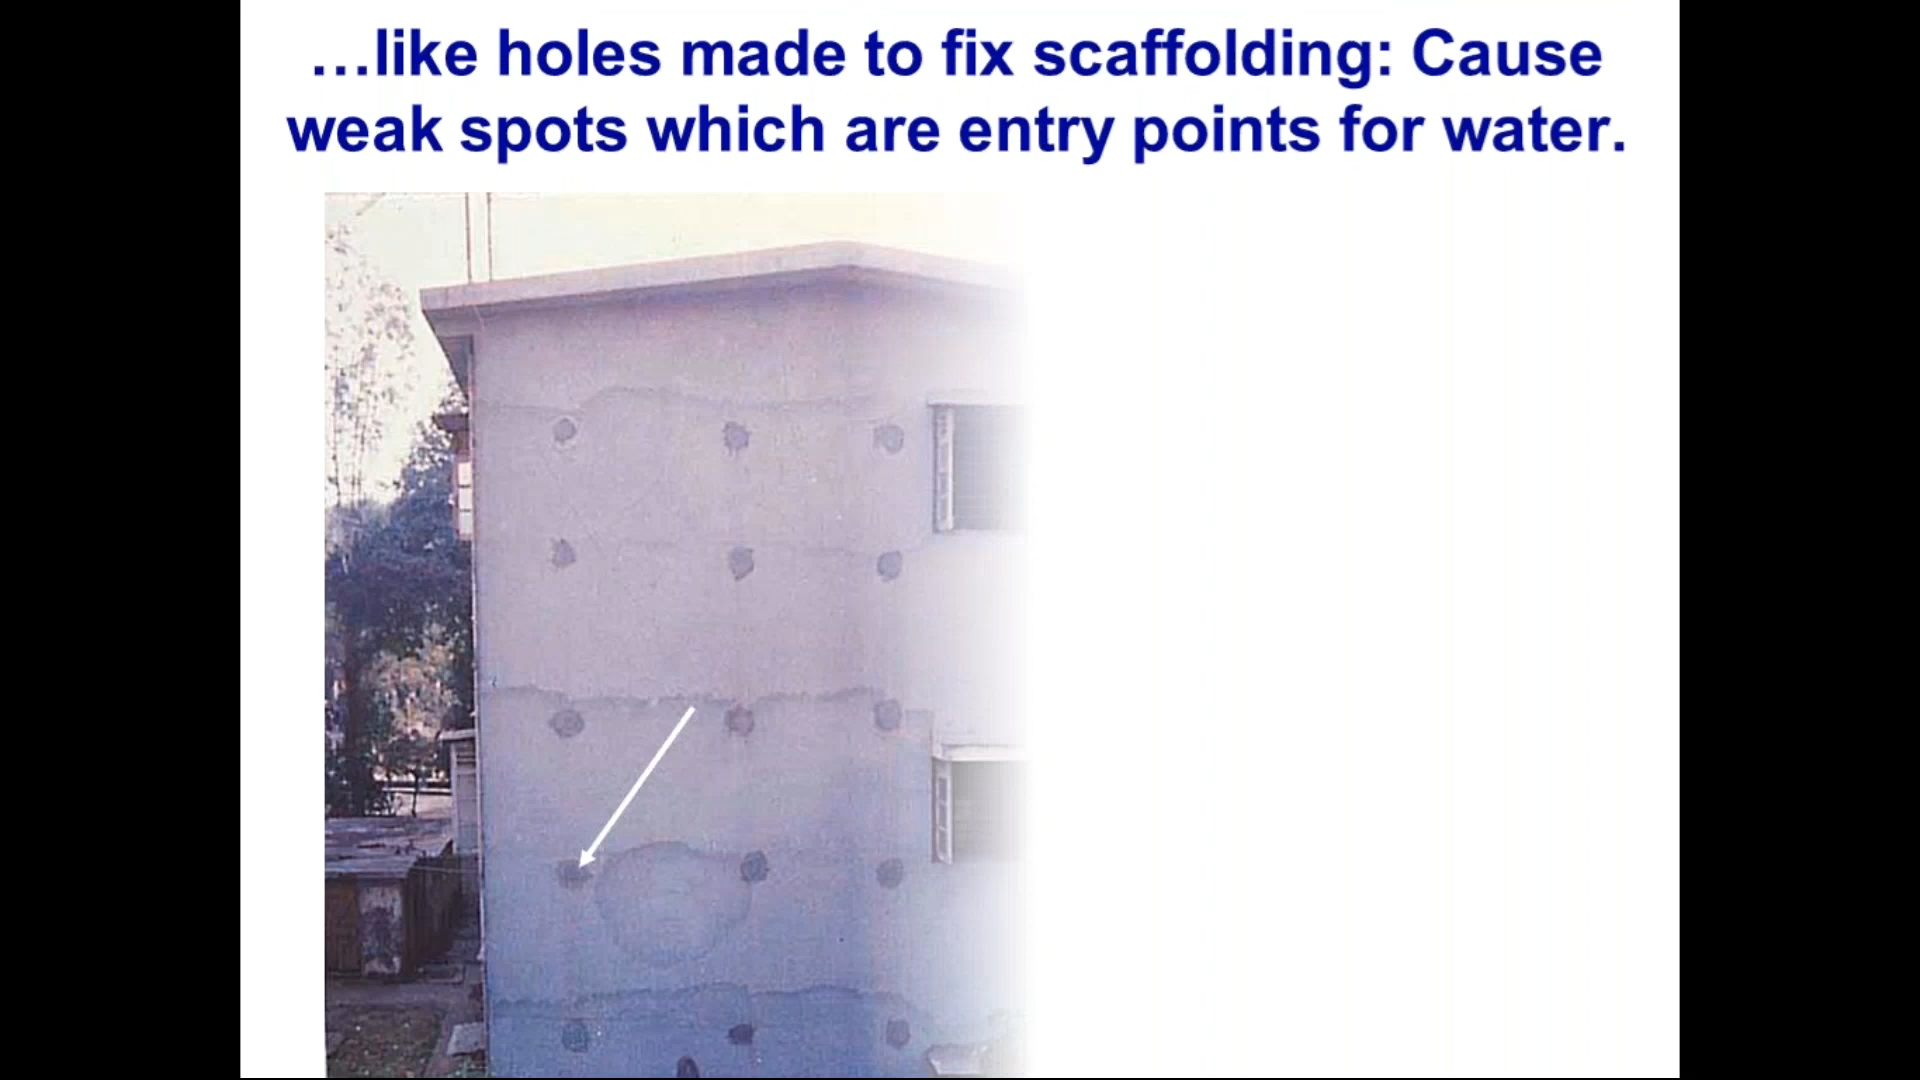 …like holes made to fix scaffolding: Cause
weak spots which are entry points for water.